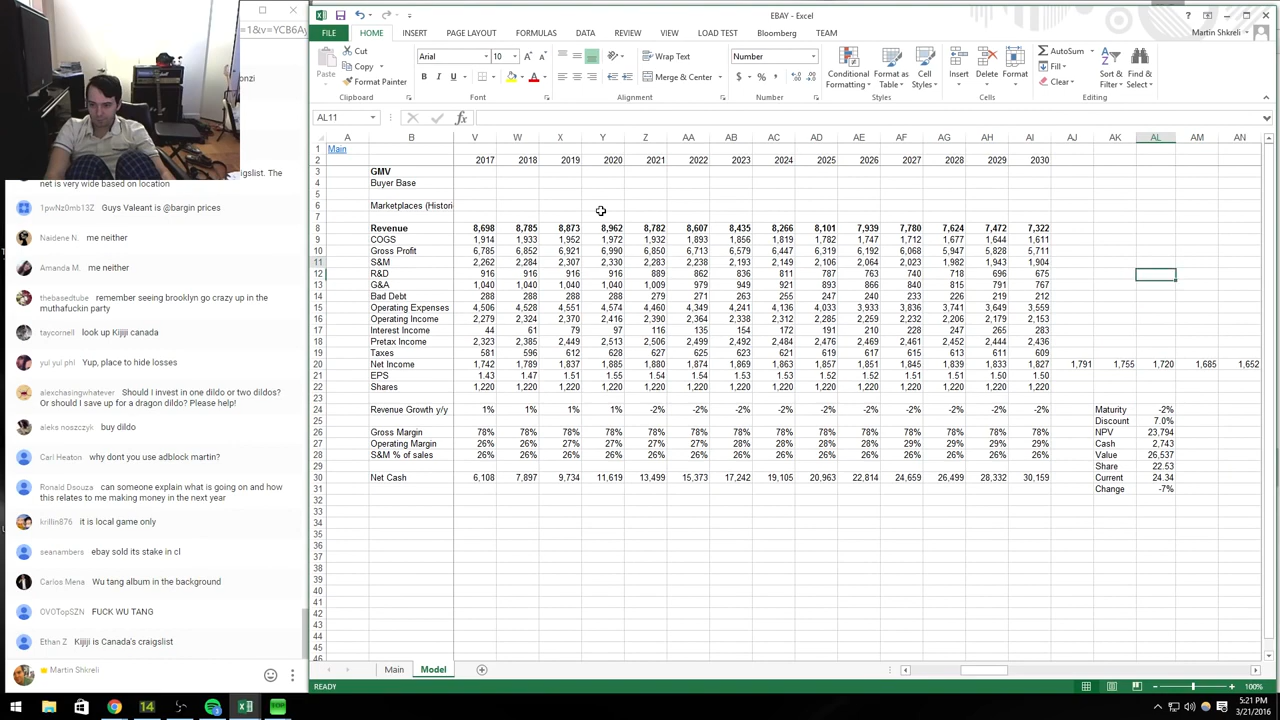 =1&v=YCB6Ay
onzi
aigslist. The
net is very wide based on location
1pwNz0mb13Z Guys Valeant is @bargin prices
Naidene N. me neither
Amanda M. me neither
thebasedtube remember seeing brooklyn go crazy up in the
muthafuckin party
taycornell look up Kijiji canada
yui yui phl Yup, place to hide losses
alexchasingwhatever Should I invest in one dildo or two dildos?
Or should I save up for a dragon dildo? Please help!
aleks noszczy buy dildo
Carl Heaton why dont you use adblock martin?
Ronaid Dsouza can someone explain what is going on and how
this relates to me making money in the next year
krillin876 it is local game only
seanambers ebay sold its stake in cl
Carlos Mena Wu tang album in the background
OVOTopSZN FUCK WU TANG
Ethan Z Kijiji is Canada's craigslist
Martin Shkreli
EBAY - Excel
FILE HOME INSERT PAGE LAYOUT FORMULAS DATA REVIEW VIEW LOAD TEST Bloomberg TEAM Martin Shkreli
Paste Cut Copy Format Painter Clipboard
Arial 10 B I U Font
Wrap Text Merge & Center Alignment
Number $ % , Number
Conditional Formatting Format as Table Cell Styles Styles
Insert Delete Format Cells
AutoSum Fill Clear Sort & Filter Find & Select Editing
AL11
A B V W X Y Z AA AB AC AD AE AF AG AH AI AJ AK AL AM AN
1 Main
2 2017 2018 2019 2020 2021 2022 2023 2024 2025 2026 2027 2028 2029 2030
3 GMV
4 Buyer Base
5
6 Marketplaces (Histori
7
8 Revenue 8,698 8,785 8,873 8,962 8,782 8,607 8,435 8,266 8,101 7,939 7,780 7,624 7,472 7,322
9 COGS 1,914 1,933 1,952 1,972 1,932 1,893 1,856 1,819 1,782 1,747 1,712 1,677 1,644 1,611
10 Gross Profit 6,785 6,852 6,921 6,990 6,850 6,713 6,579 6,447 6,319 6,192 6,068 5,947 5,828 5,711
11 S&M 2,262 2,284 2,307 2,330 2,283 2,238 2,193 2,149 2,106 2,064 2,023 1,982 1,943 1,904
12 R&D 916 916 916 916 889 862 836 811 787 763 740 718 696 675
13 G&A 1,040 1,040 1,040 1,040 1,009 979 949 921 893 866 840 815 791 767
14 Bad Debt 288 288 288 288 279 271 263 255 247 240 233 226 219 212
15 Operating Expenses 4,506 4,528 4,551 4,574 4,460 4,349 4,241 4,136 4,033 3,933 3,836 3,741 3,649 3,559
16 Operating Income 2,279 2,324 2,370 2,416 2,390 2,364 2,338 2,312 2,285 2,259 2,232 2,206 2,179 2,153
17 Interest Income 44 61 79 97 116 135 154 172 191 210 228 247 265 283
18 Pretax Income 2,323 2,385 2,449 2,513 2,506 2,499 2,492 2,484 2,476 2,469 2,461 2,452 2,444 2,436
19 Taxes 581 596 612 628 627 625 623 621 619 617 615 613 611 609
20 Net Income 1,742 1,789 1,837 1,885 1,880 1,874 1,869 1,863 1,857 1,851 1,845 1,839 1,833 1,827 1,791 1,755 1,720 1,685 1,652
21 EPS 1.43 1.47 1.51 1.55 1.54 1.54 1.53 1.53 1.52 1.52 1.51 1.51 1.50 1.50
22 Shares 1,220 1,220 1,220 1,220 1,220 1,220 1,220 1,220 1,220 1,220 1,220 1,220 1,220 1,220
23
24 Revenue Growth y/y 1% 1% 1% 1% -2% -2% -2% -2% -2% -2% -2% -2% -2% -2% Maturity -2%
25 Discount 7.0%
26 Gross Margin 78% 78% 78% 78% 78% 78% 78% 78% 78% 78% 78% 78% 78% 78% NPV 23,794
27 Operating Margin 26% 26% 27% 27% 27% 27% 28% 28% 28% 28% 29% 29% 29% 29% Cash 2,743
28 S&M % of sales 26% 26% 26% 26% 26% 26% 26% 26% 26% 26% 26% 26% 26% 26% Value 26,537
29 Share 22.53
30 Net Cash 6,108 7,897 9,734 11,619 13,499 15,373 17,242 19,105 20,963 22,814 24,659 26,499 28,332 30,159 Current 24.34
31 Change -7%
32
33
34
35
36
37
38
39
40
41
42
43
44
45
46
Main Model
READY 100%
14 5:21 PM
3/21/2016